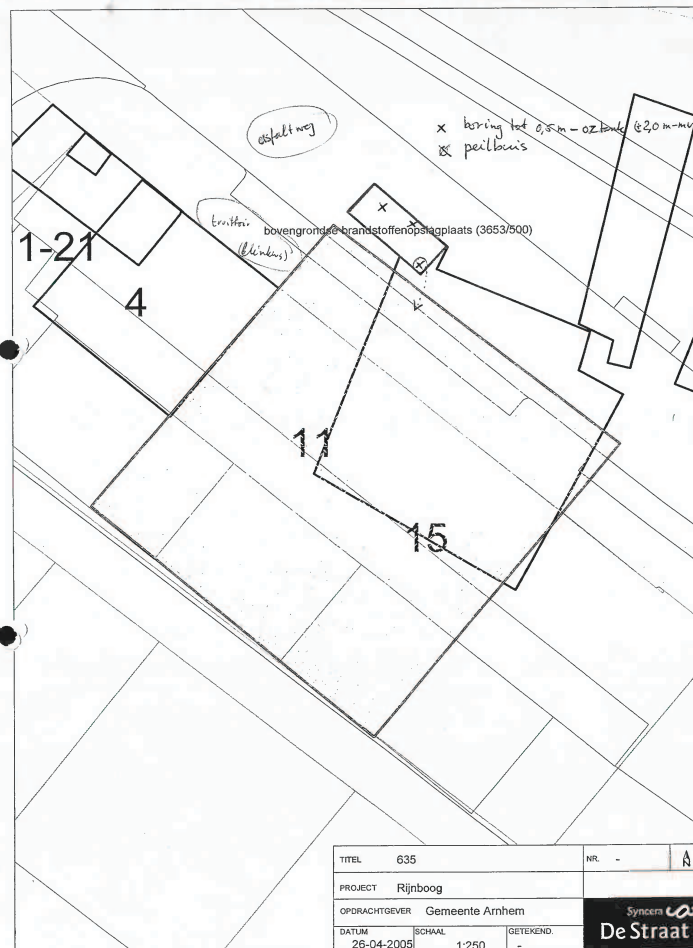 asfaltweg
x boring tot 0,5 m - oz tank (±2,0 m-mv
peilbuis
trottoir
(klinkers)
bovengrondse brandstoffenopslagplaats (3653/500)
1-21
4
11
15
TITEL 635
NR. -
N
PROJECT Rijnboog
OPDRACHTGEVER Gemeente Arnhem
DATUM 26-04-2005
SCHAAL 1:250
GETEKEND. -
Syncera
De Straat